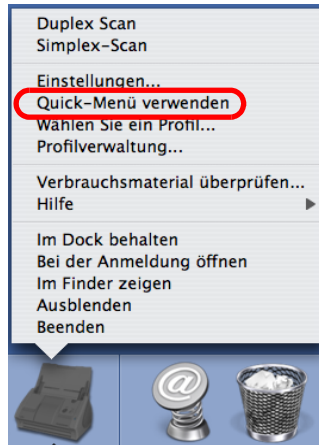 Duplex Scan
Simplex-Scan
Einstellungen...
Quick-Menü verwenden
Wählen Sie ein Profil...
Profilverwaltung...
Verbrauchsmaterial überprüfen...
Hilfe
Im Dock behalten
Bei der Anmeldung öffnen
Im Finder zeigen
Ausblenden
Beenden
@